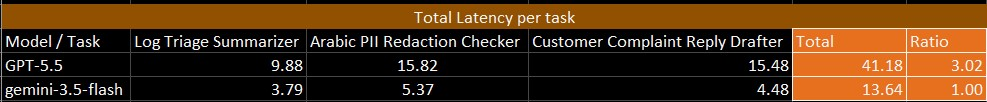 Total Latency per task
Model / Task Log Triage Summarizer Arabic PII Redaction Checker Customer Complaint Reply Drafter Total Ratio
GPT-5.5 9.88 15.82 15.48 41.18 3.02
gemini-3.5-flash 3.79 5.37 4.48 13.64 1.00